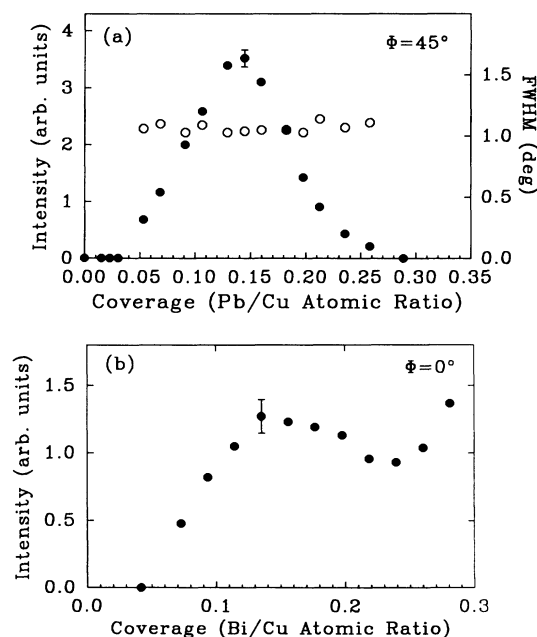 (a)
Φ=45°
4
3
2
1
0
Intensity (arb. units)
1.5
1.0
0.5
0.0
FWHM (deg)
0.00 0.05 0.10 0.15 0.20 0.25 0.30 0.35
Coverage (Pb/Cu Atomic Ratio)
(b)
Φ=0°
1.5
1.0
0.5
0.0
Intensity (arb. units)
0.1 0.2 0.3
Coverage (Bi/Cu Atomic Ratio)